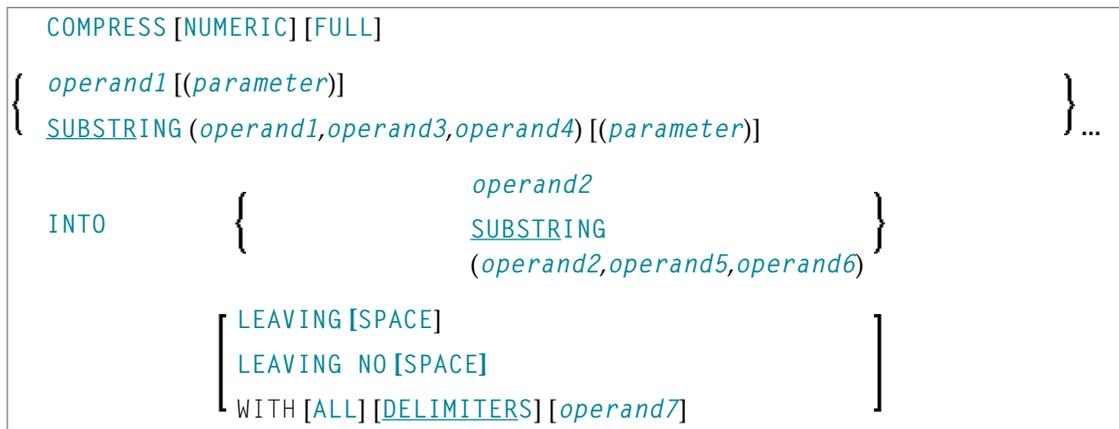 COMPRESS [NUMERIC] [FULL]
operand1 [(parameter)]
SUBSTRING (operand1,operand3,operand4) [(parameter)]
...
operand2
INTO
SUBSTRING
(operand2,operand5,operand6)
LEAVING [SPACE]
LEAVING NO [SPACE]
WITH [ALL] [DELIMITERS] [operand7]